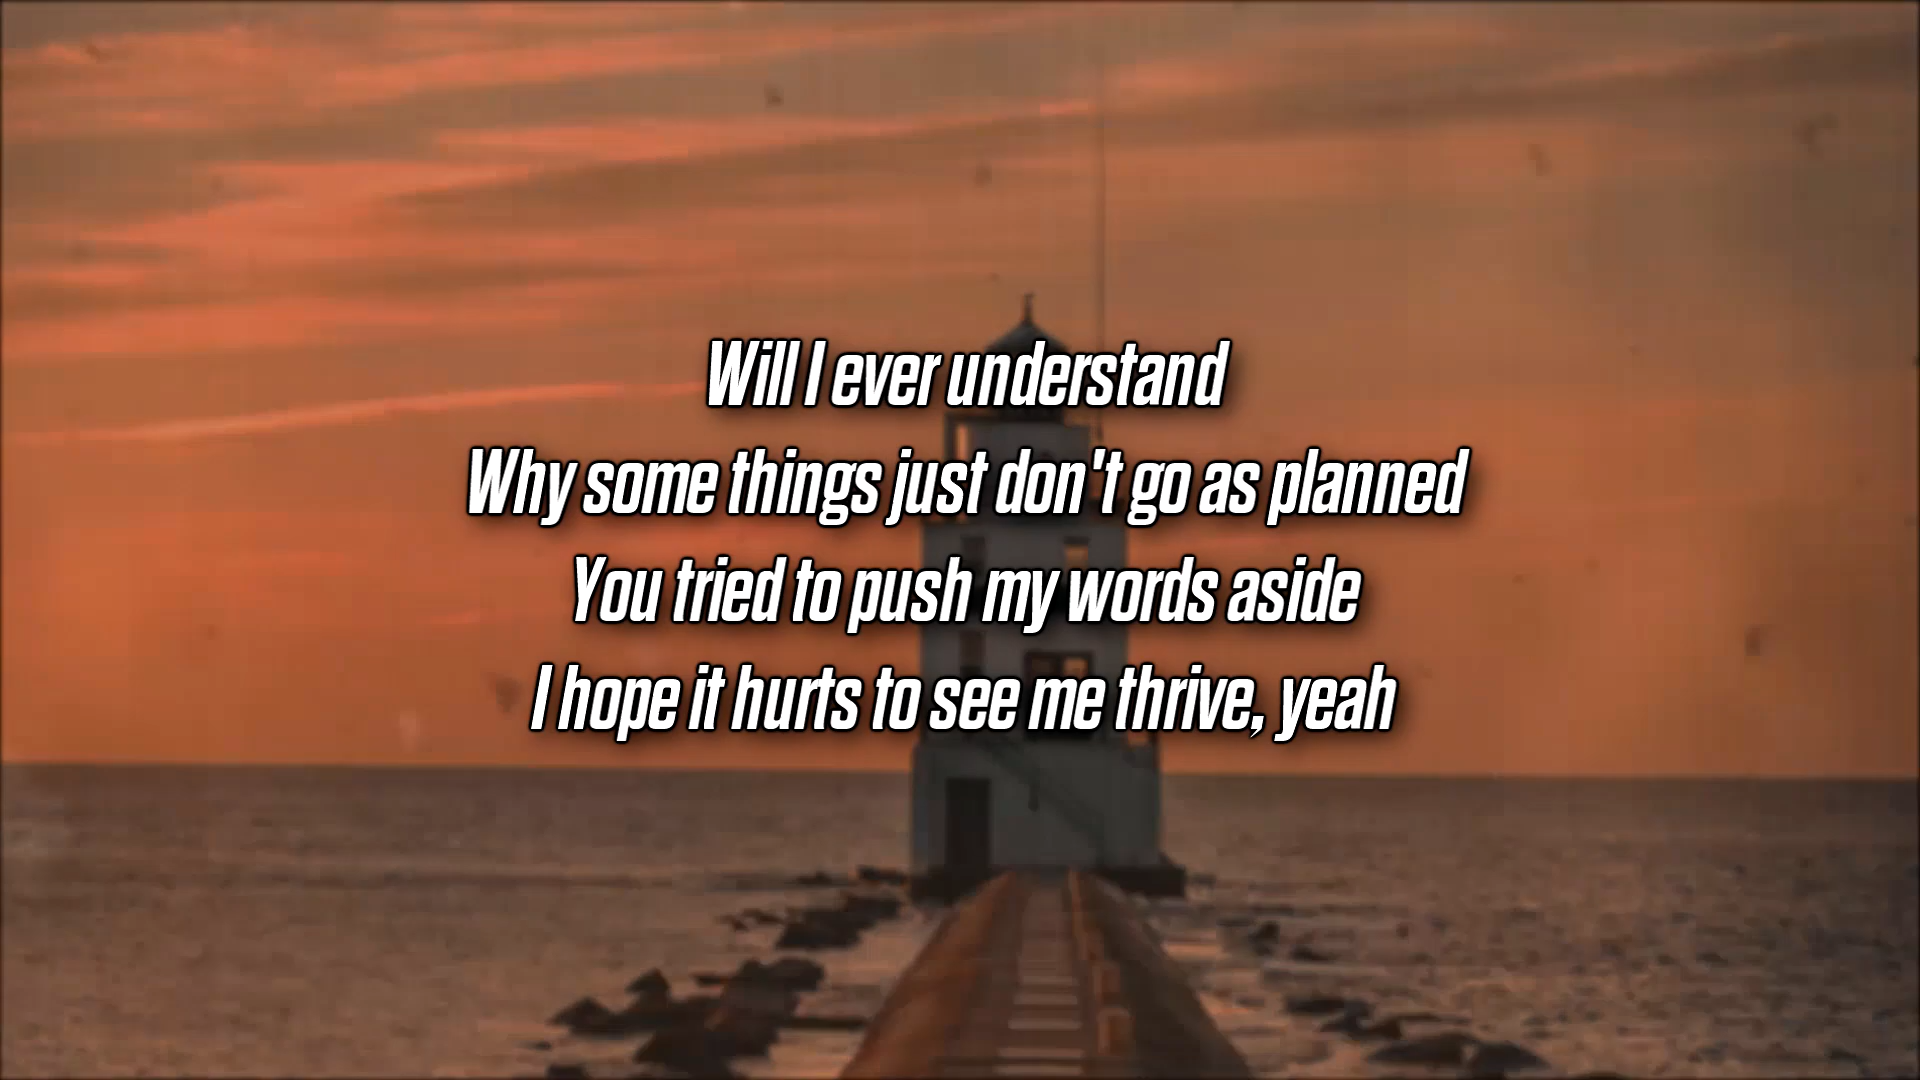 Will I ever understand
Why some things just don't go as planned
You tried to push my words aside
I hope it hurts to see me thrive, yeah